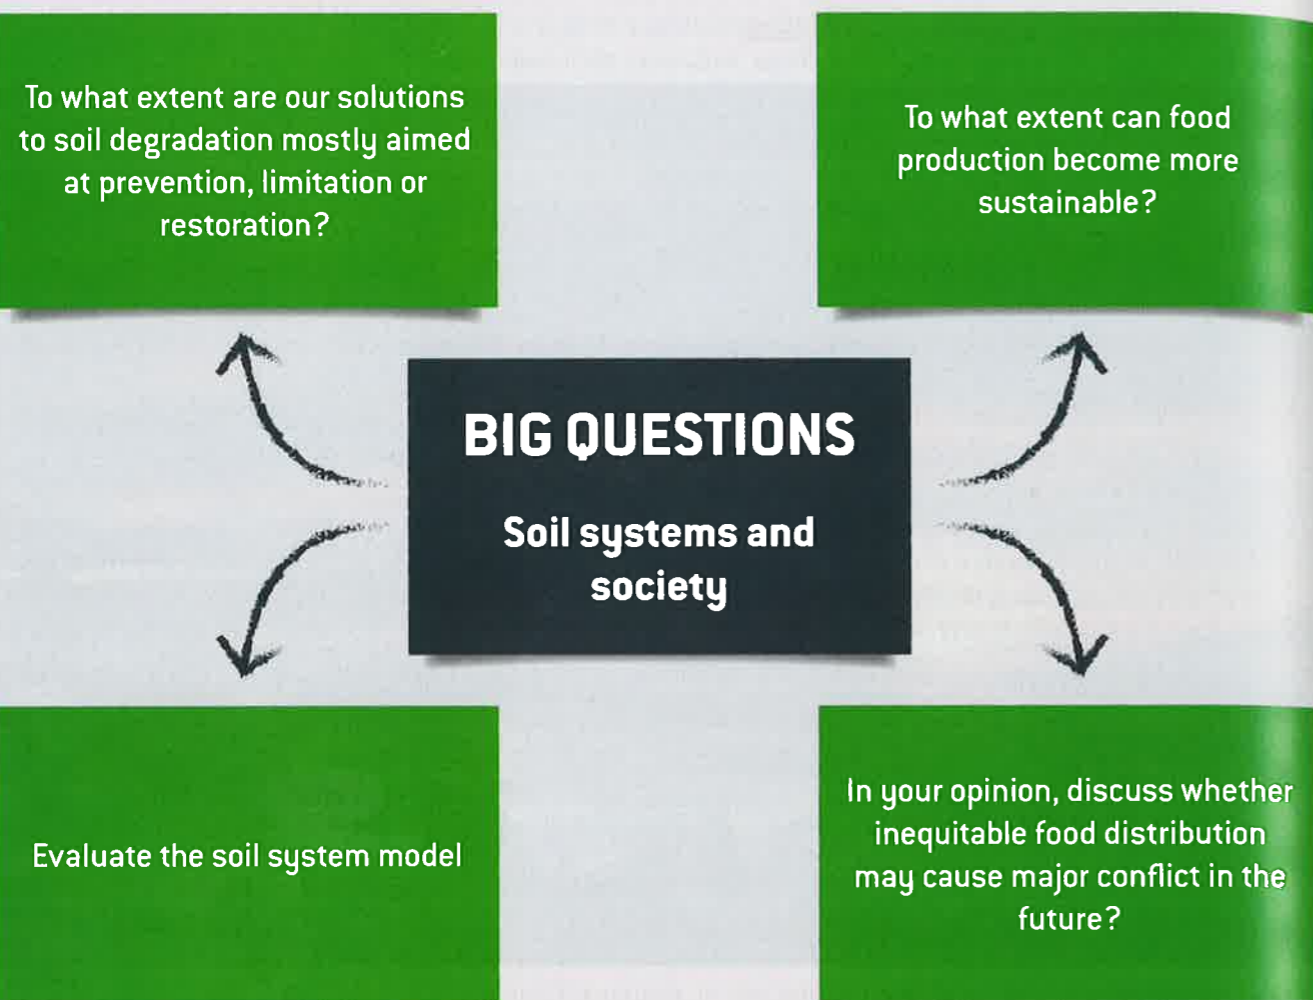 To what extent are our solutions
to soil degradation mostly aimed
at prevention, limitation or
restoration?
To what extent can food
production become more
sustainable?
BIG QUESTIONS
Soil systems and
society
Evaluate the soil system model
In your opinion, discuss whether
inequitable food distribution
may cause major conflict in the
future?